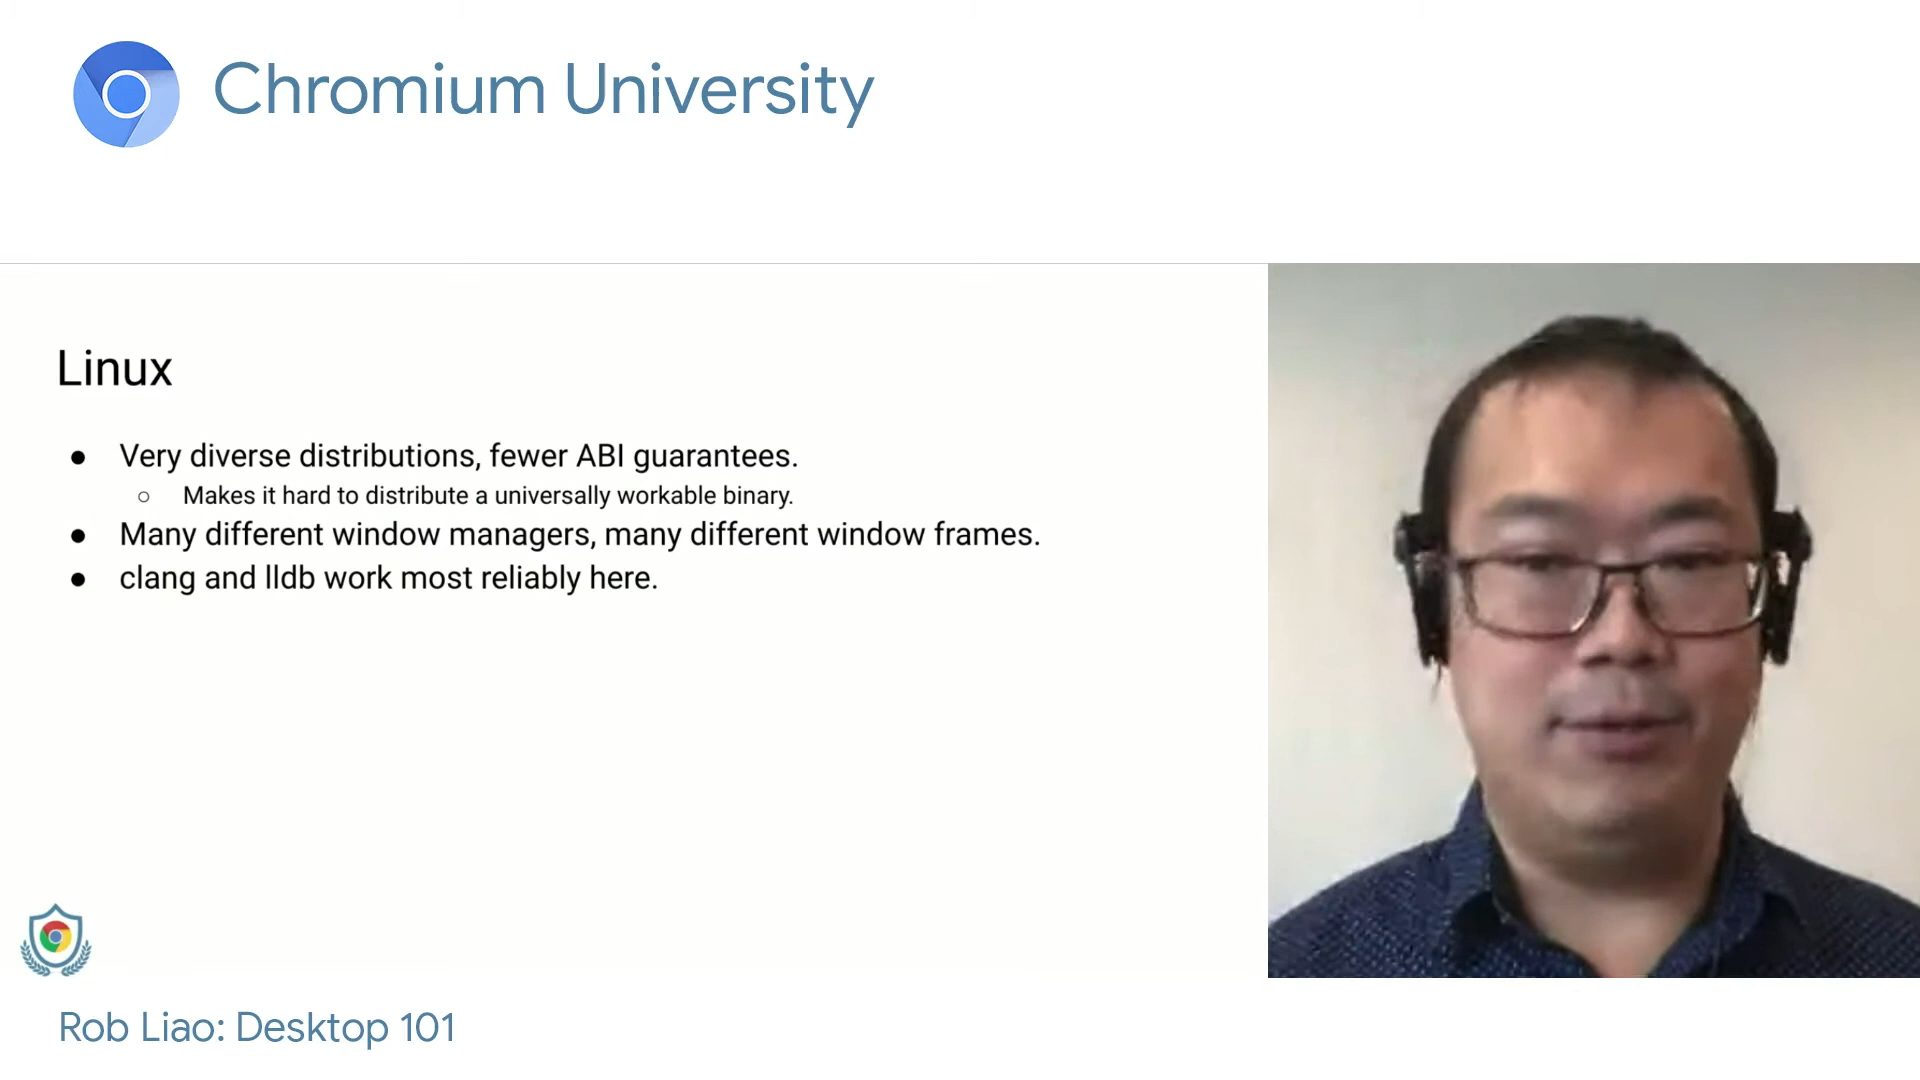 Chromium University
Linux
● Very diverse distributions, fewer ABI guarantees.
○ Makes it hard to distribute a universally workable binary.
● Many different window managers, many different window frames.
● clang and lldb work most reliably here.
Rob Liao: Desktop 101